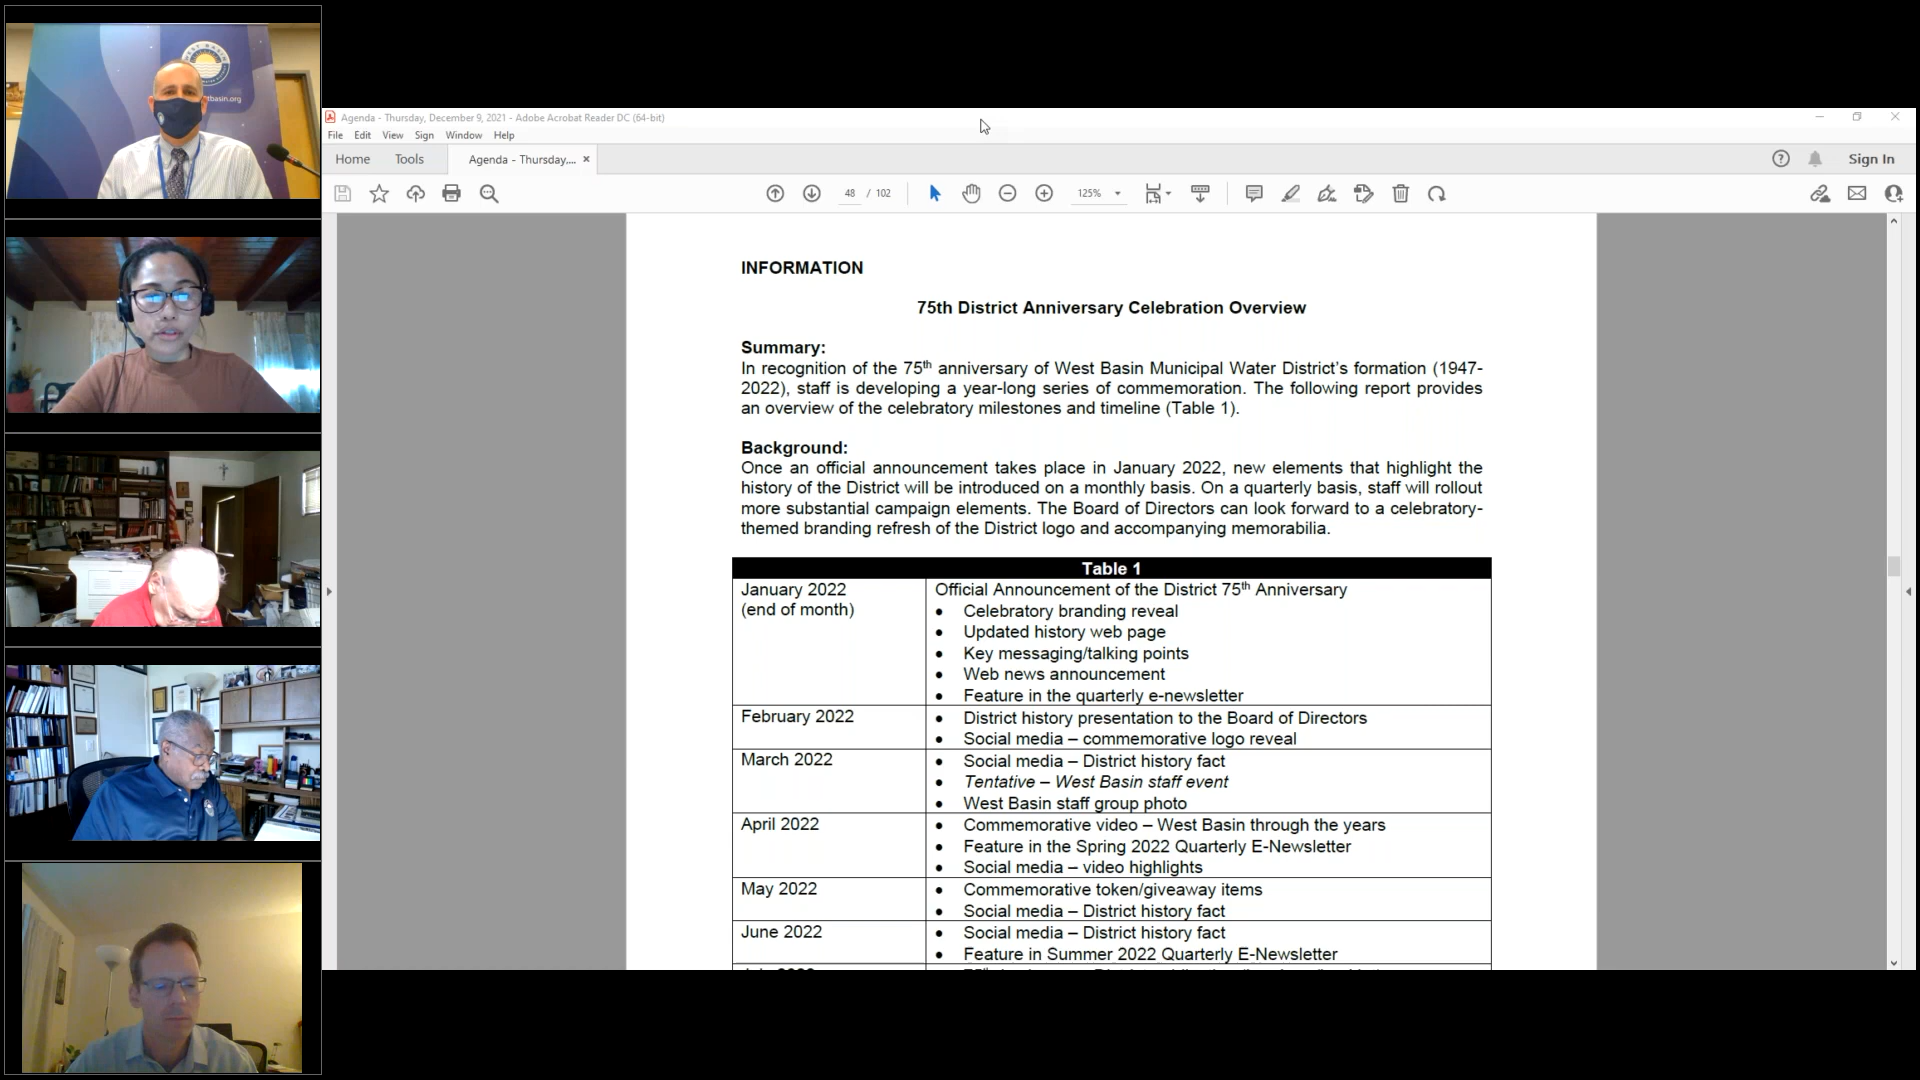 WEST BASIN
tbasin.org
Agenda - Thursday, December 9, 2021 - Adobe Acrobat Reader DC (64-bit)
File Edit View Sign Window Help
Home Tools Agenda - Thursday,... × Sign In
48 / 102 125%
INFORMATION
75th District Anniversary Celebration Overview
Summary:
In recognition of the 75th anniversary of West Basin Municipal Water District's formation (1947-
2022), staff is developing a year-long series of commemoration. The following report provides
an overview of the celebratory milestones and timeline (Table 1).
Background:
Once an official announcement takes place in January 2022, new elements that highlight the
history of the District will be introduced on a monthly basis. On a quarterly basis, staff will rollout
more substantial campaign elements. The Board of Directors can look forward to a celebratory-
themed branding refresh of the District logo and accompanying memorabilia.
Table 1
January 2022 Official Announcement of the District 75th Anniversary
(end of month) • Celebratory branding reveal
• Updated history web page
• Key messaging/talking points
• Web news announcement
• Feature in the quarterly e-newsletter
February 2022 • District history presentation to the Board of Directors
• Social media – commemorative logo reveal
March 2022 • Social media – District history fact
• Tentative – West Basin staff event
• West Basin staff group photo
April 2022 • Commemorative video – West Basin through the years
• Feature in the Spring 2022 Quarterly E-Newsletter
• Social media – video highlights
May 2022 • Commemorative token/giveaway items
• Social media – District history fact
June 2022 • Social media – District history fact
• Feature in Summer 2022 Quarterly E-Newsletter